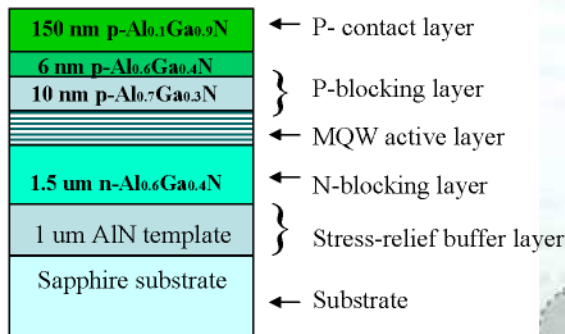 150 nm p-Al₀.₁Ga₀.₉N
P- contact layer
6 nm p-Al₀.₆Ga₀.₄N
10 nm p-Al₀.₇Ga₀.₃N
P-blocking layer
MQW active layer
1.5 um n-Al₀.₆Ga₀.₄N
N-blocking layer
1 um AlN template
Stress-relief buffer layer
Sapphire substrate
Substrate